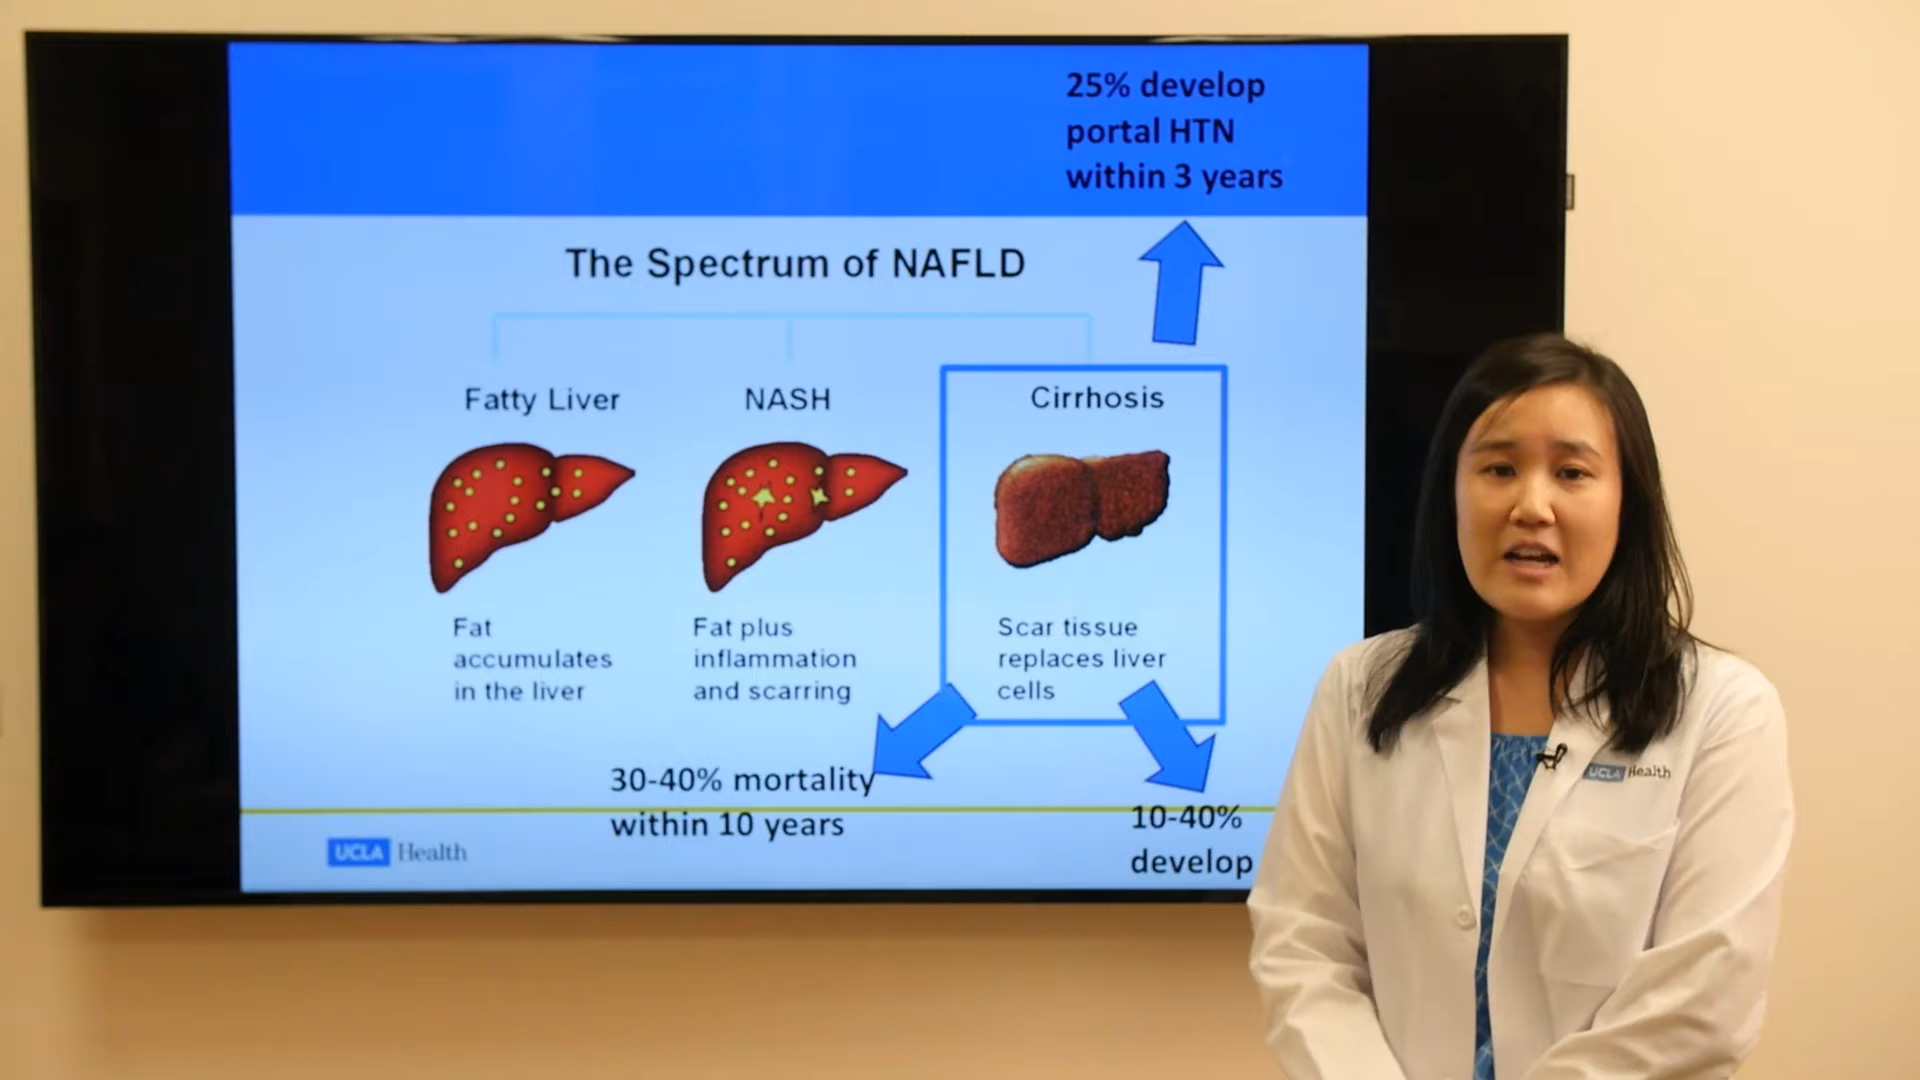 25% develop
portal HTN
within 3 years
The Spectrum of NAFLD
Fatty Liver
NASH
Cirrhosis
Fat
accumulates
in the liver
Fat plus
inflammation
and scarring
Scar tissue
replaces liver
cells
30-40% mortality
within 10 years
10-40%
develop
UCLA Health
UCLA Health